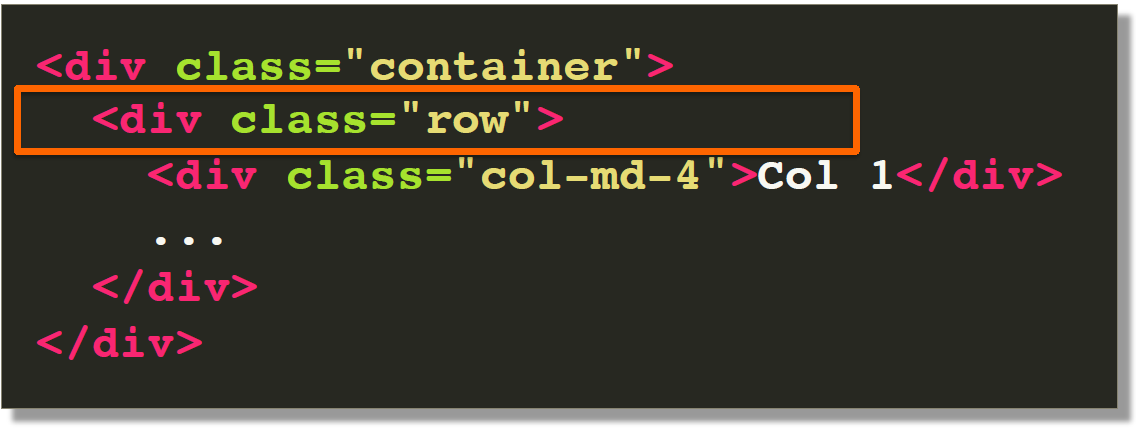 <div class="container">
<div class="row">
<div class="col-md-4">Col 1</div>
...
</div>
</div>